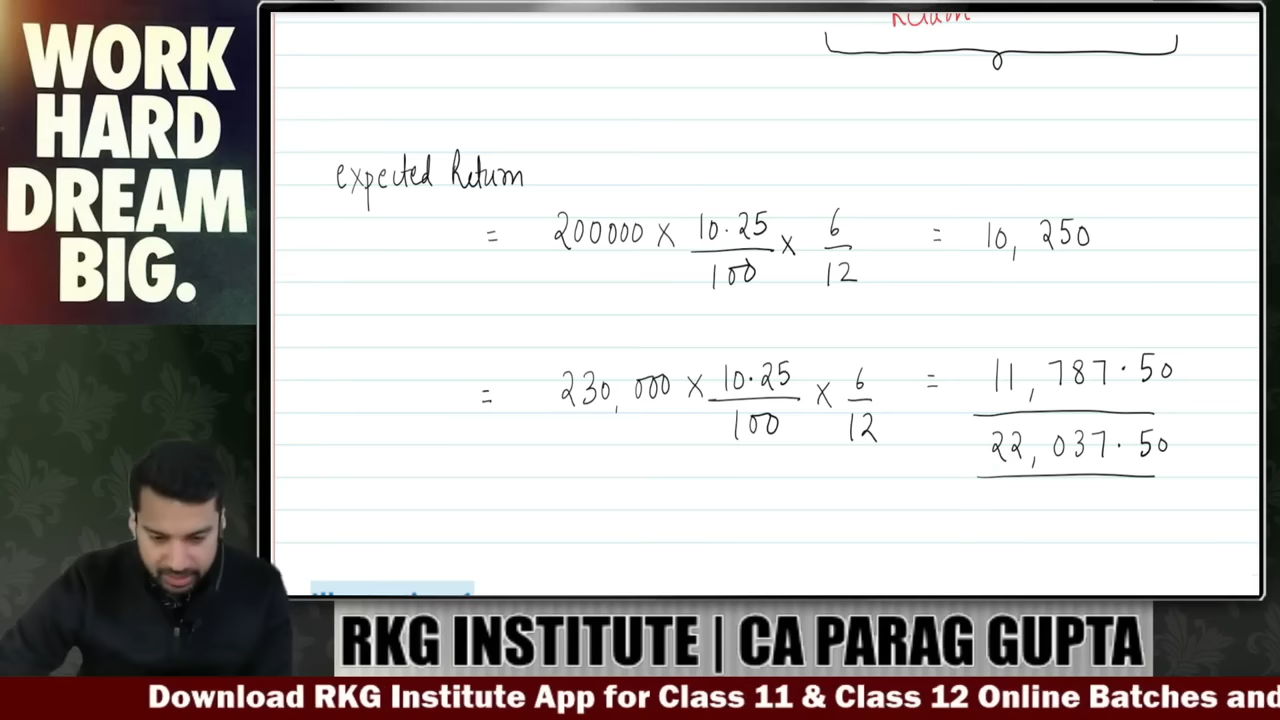 WORK
HARD
DREAM
BIG.
Return
expected Return
= 200000 × 10.25/100 × 6/12 = 10, 250
= 230,000 × 10.25/100 × 6/12 = 11,787.50
22,037.50
RKG INSTITUTE | CA PARAG GUPTA
Download RKG Institute App for Class 11 & Class 12 Online Batches and